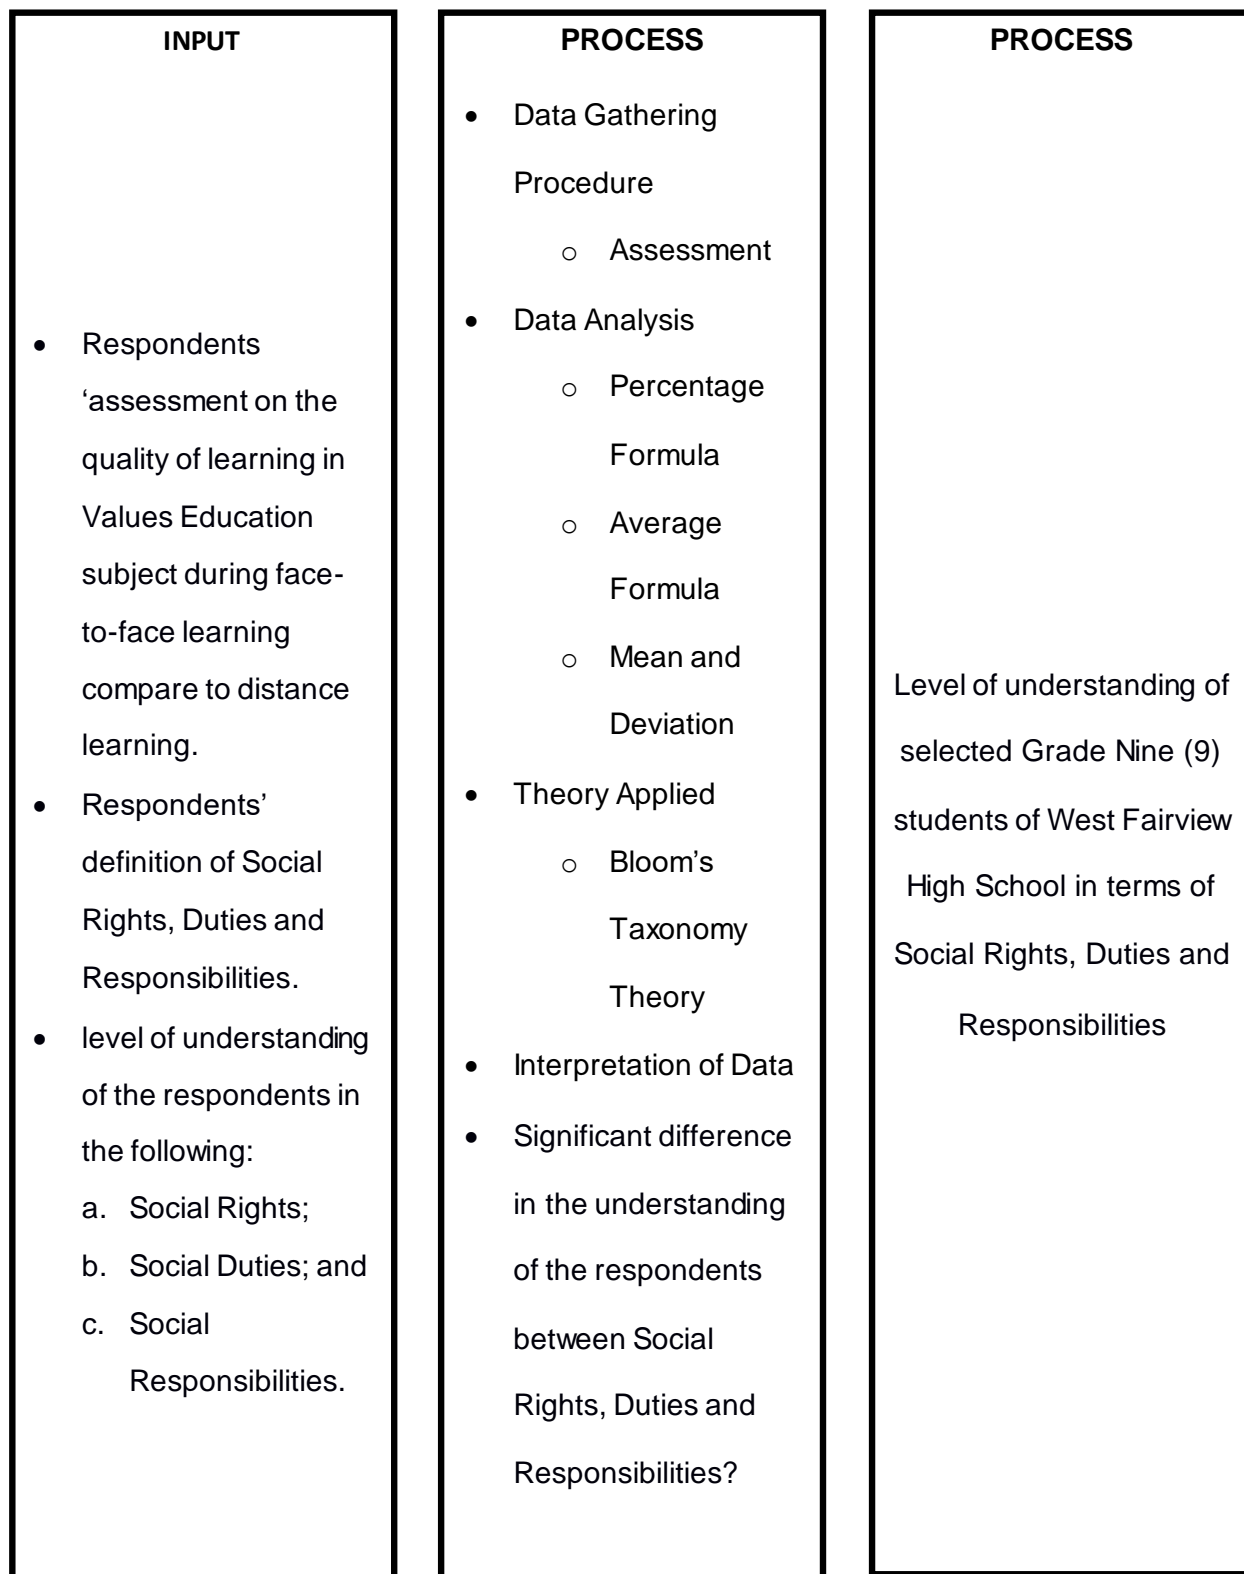 INPUT
• Respondents
‘assessment on the
quality of learning in
Values Education
subject during face-
to-face learning
compare to distance
learning.
• Respondents’
definition of Social
Rights, Duties and
Responsibilities.
• level of understanding
of the respondents in
the following:
a. Social Rights;
b. Social Duties; and
c. Social
Responsibilities.
PROCESS
• Data Gathering
Procedure
o Assessment
• Data Analysis
o Percentage
Formula
o Average
Formula
o Mean and
Deviation
• Theory Applied
o Bloom’s
Taxonomy
Theory
• Interpretation of Data
• Significant difference
in the understanding
of the respondents
between Social
Rights, Duties and
Responsibilities?
PROCESS
Level of understanding of
selected Grade Nine (9)
students of West Fairview
High School in terms of
Social Rights, Duties and
Responsibilities